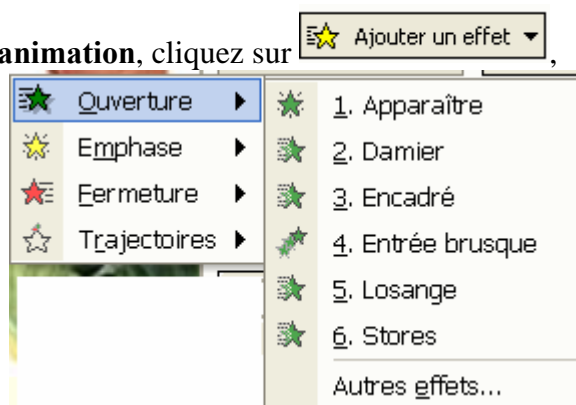 animation, cliquez sur Ajouter un effet ,
Ouverture
Emphase
Fermeture
Trajectoires
1. Apparaître
2. Damier
3. Encadré
4. Entrée brusque
5. Losange
6. Stores
Autres effets...